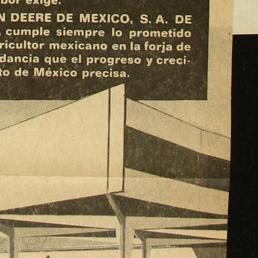 bor exige.
N DEERE DE MEXICO, S. A. DE
, cumple siempre lo prometido
ricultor mexicano en la forja de
dancia que el progreso y creci-
to de México precisa.